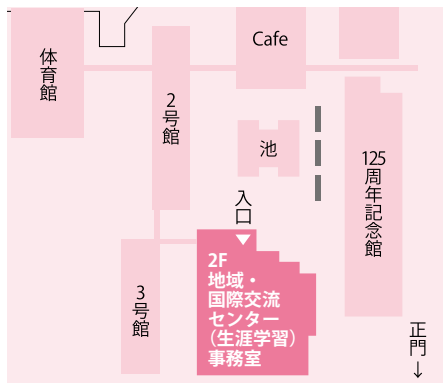 体育館
2号館
Cafe
池
125周年記念館
入口
2F
地域・
国際交流
センター
（生涯学習）
事務室
3号館
正門
↓